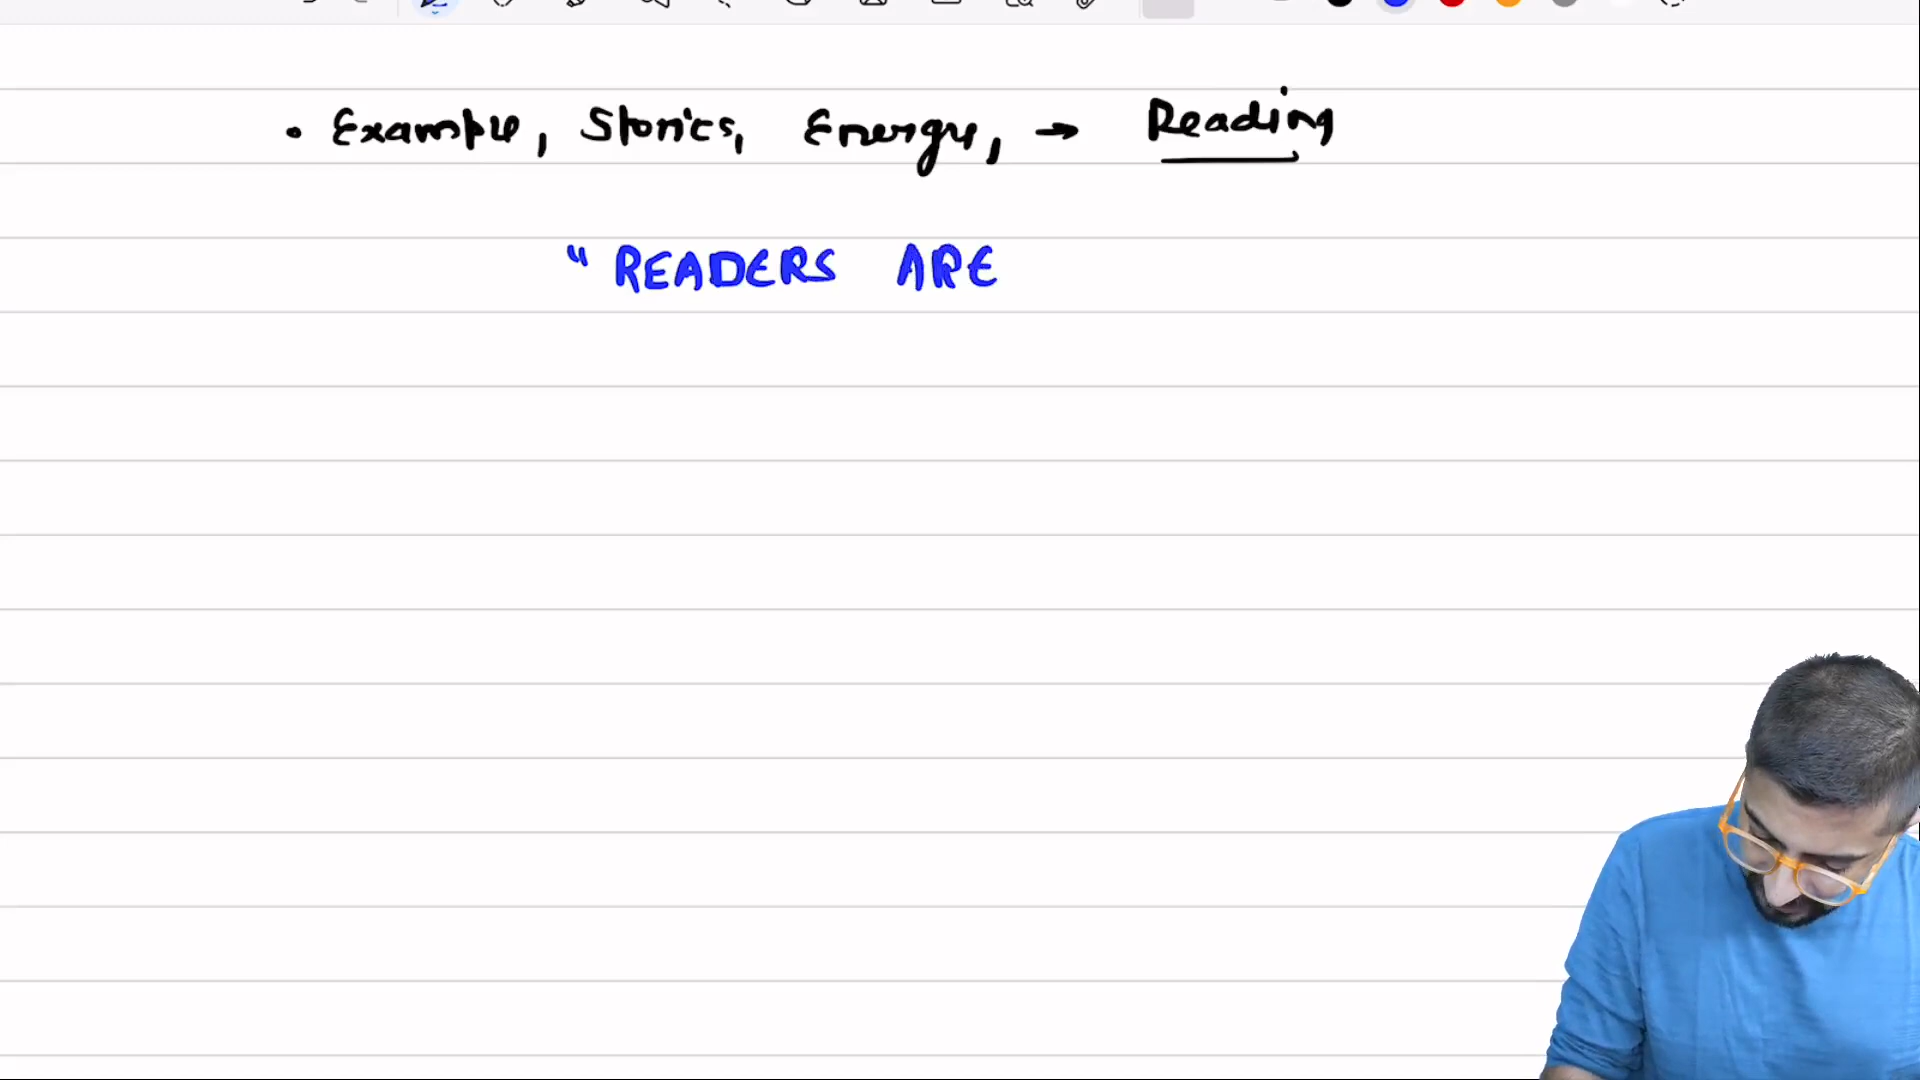 • Example, Stories, Energy, → Reading
“ READERS ARE